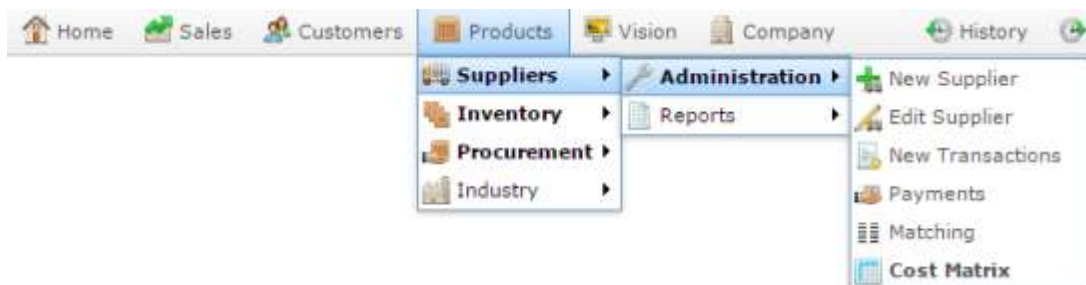 Home Sales Customers Products Vision Company History
Suppliers Administration New Supplier
Inventory Reports Edit Supplier
Procurement New Transactions
Industry Payments
Matching
Cost Matrix